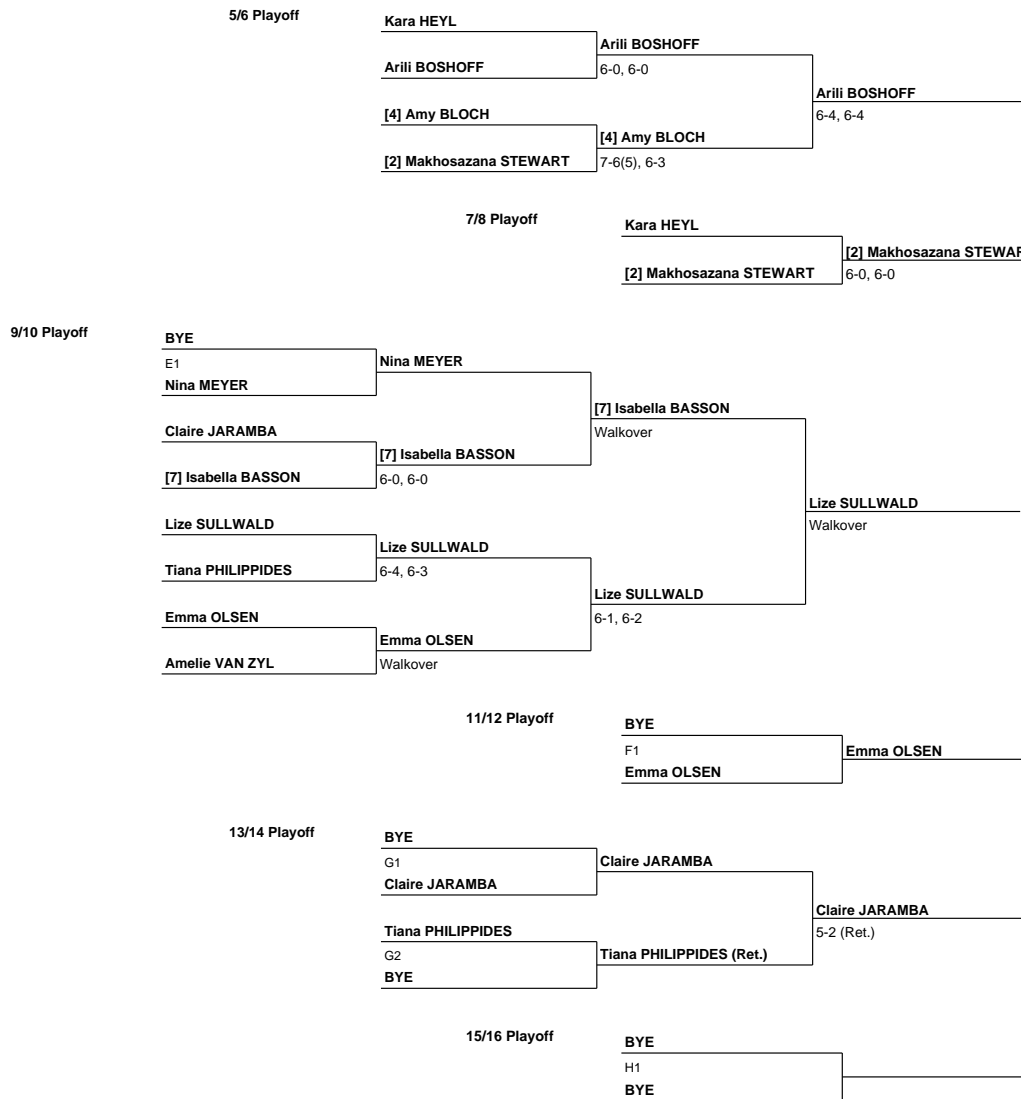 5/6 Playoff
Kara HEYL
Arili BOSHOFF
Arili BOSHOFF
6-0, 6-0
Arili BOSHOFF
6-4, 6-4
[4] Amy BLOCH
[4] Amy BLOCH
[2] Makhosazana STEWART
7-6(5), 6-3
7/8 Playoff
Kara HEYL
[2] Makhosazana STEWAR
[2] Makhosazana STEWART
6-0, 6-0
9/10 Playoff
BYE
E1
Nina MEYER
Nina MEYER
[7] Isabella BASSON
Walkover
Claire JARAMBA
[7] Isabella BASSON
[7] Isabella BASSON
6-0, 6-0
Lize SULLWALD
Walkover
Lize SULLWALD
Lize SULLWALD
Tiana PHILIPPIDES
6-4, 6-3
Lize SULLWALD
6-1, 6-2
Emma OLSEN
Emma OLSEN
Amelie VAN ZYL
Walkover
11/12 Playoff
BYE
F1
Emma OLSEN
Emma OLSEN
13/14 Playoff
BYE
G1
Claire JARAMBA
Claire JARAMBA
Claire JARAMBA
5-2 (Ret.)
Tiana PHILIPPIDES
G2
Tiana PHILIPPIDES (Ret.)
BYE
15/16 Playoff
BYE
H1
BYE